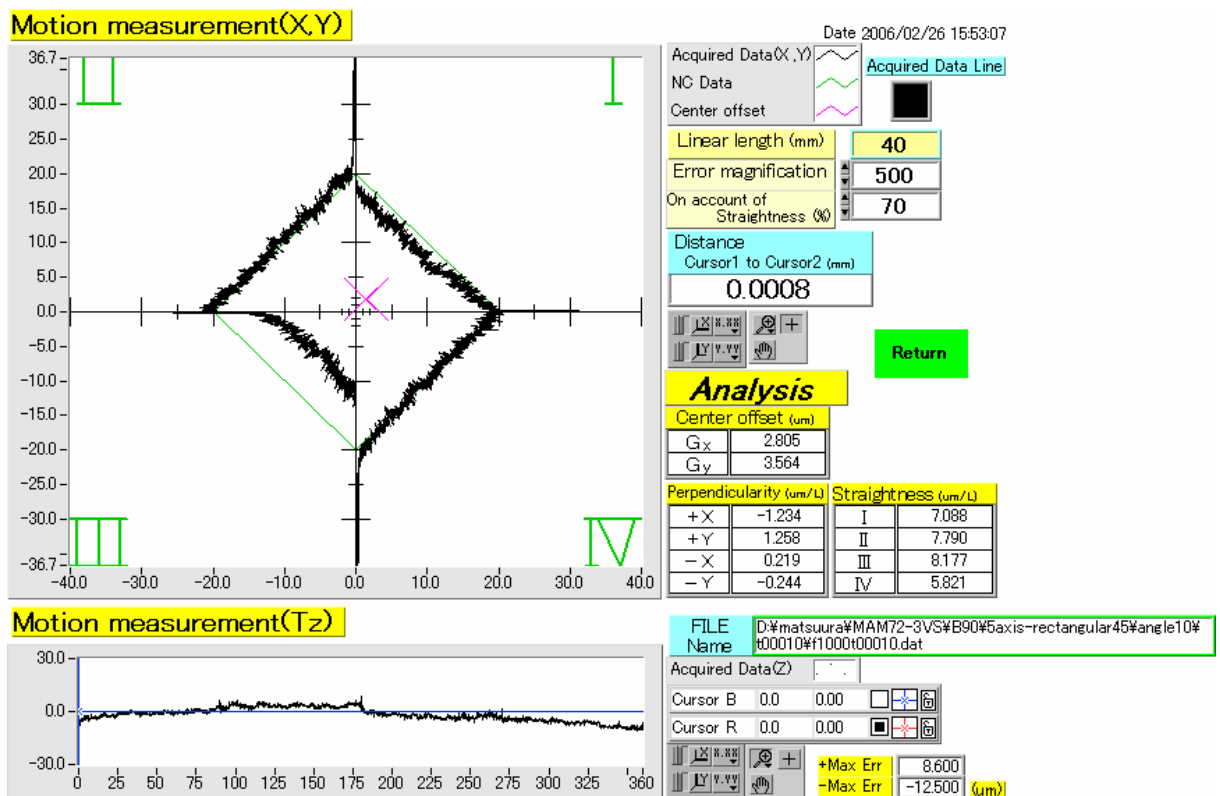 Motion measurement(X,Y)
Date 2006/02/26 15:53:07
Acquired Data(X,Y)
Acquired Data Line
NC Data
Center offset
Linear length (mm)
40
Error magnification
500
On account of
Straightness (%)
70
Distance
Cursor1 to Cursor2 (mm)
0.0008
Return
Analysis
Center offset (um)
Gx 2.805
Gy 3.564
Perpendicularity (um/L)
+X -1.234
+Y 1.258
-X 0.219
-Y -0.244
Straightness (um/L)
I 7.088
II 7.790
III 8.177
IV 5.821
36.7
30.0
25.0
20.0
15.0
10.0
5.0
0.0
-5.0
-10.0
-15.0
-20.0
-25.0
-30.0
-36.7
-40.0 -30.0 -20.0 -10.0 0.0 10.0 20.0 30.0 40.0
II
I
III
IV
Motion measurement(Tz)
30.0
0.0
-30.0
0 25 50 75 100 125 150 175 200 225 250 275 300 325 360
FILE
Name
D:¥matsuura¥MAM72-3VS¥B90¥5axis-rectangular45¥angle10¥
t00010¥f1000t00010.dat
Acquired Data(Z)
Cursor B 0.0 0.00
Cursor R 0.0 0.00
+Max Err 8.600
-Max Err -12.500 (um)